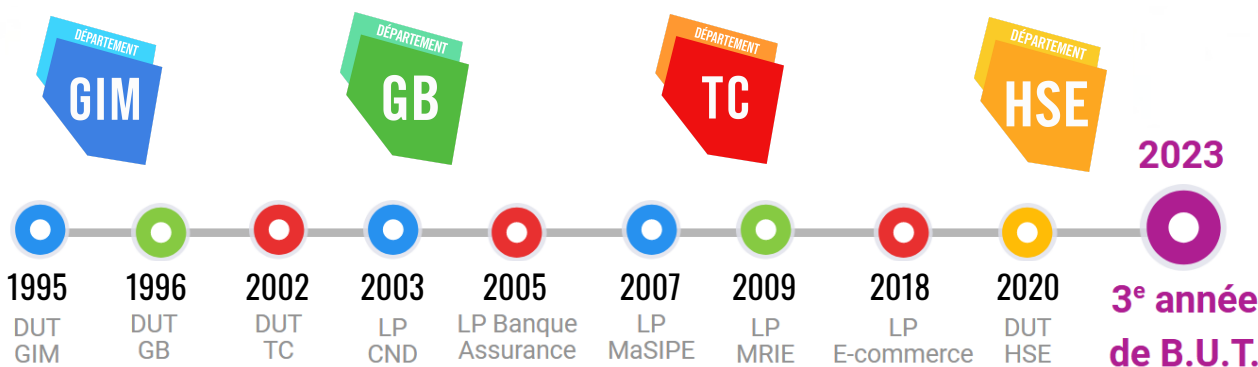 DÉPARTEMENT
GIM
DÉPARTEMENT
GB
DÉPARTEMENT
TC
DÉPARTEMENT
HSE
1995
DUT
GIM
1996
DUT
GB
2002
DUT
TC
2003
LP
CND
2005
LP Banque
Assurance
2007
LP
MaSIPE
2009
LP
MRIE
2018
LP
E-commerce
2020
DUT
HSE
2023
3e année
de B.U.T.